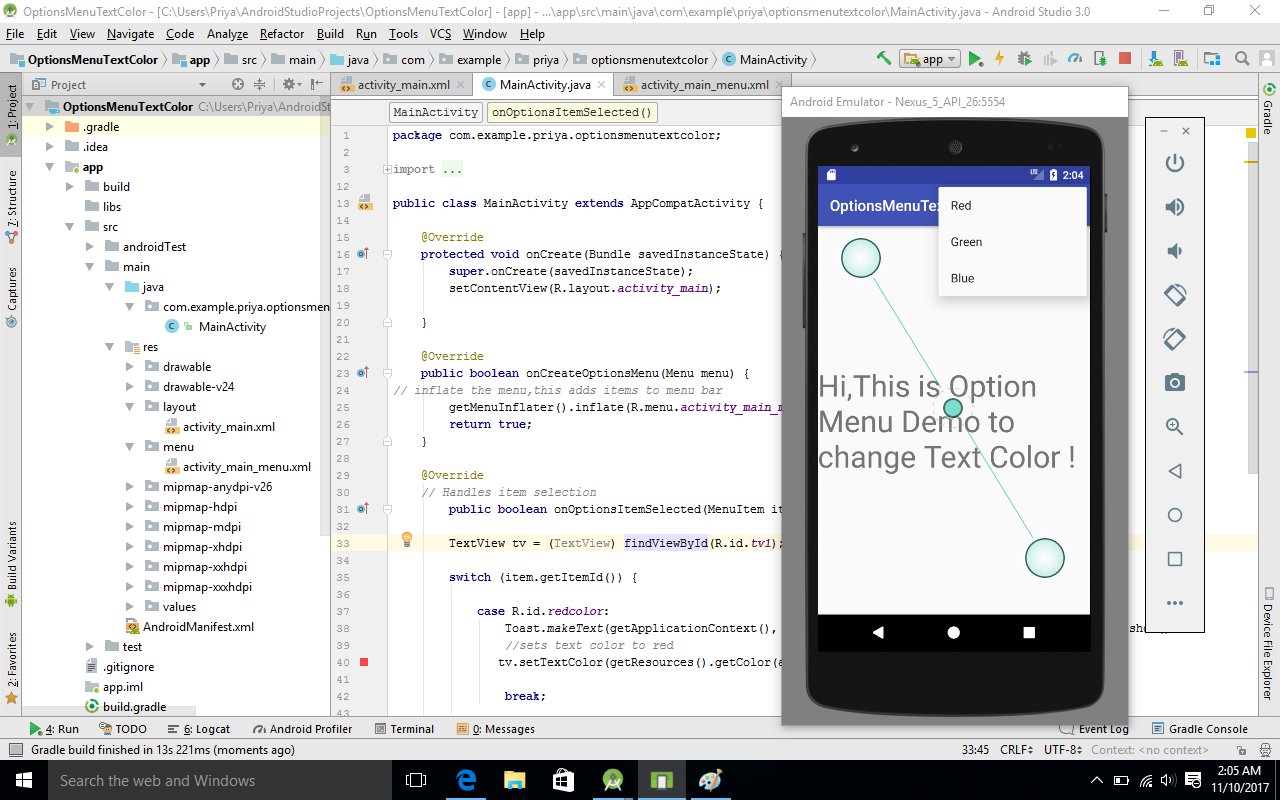 OptionsMenuTextColor - [C:\Users\Priya\AndroidStudioProjects\OptionsMenuTextColor] - [app] - ...\app\src\main\java\com\example\priya\optionsmenutextcolor\MainActivity.java - Android Studio 3.0
File Edit View Navigate Code Analyze Refactor Build Run Tools VCS Window Help
OptionsMenuTextColor app src main java com example priya optionsmenutextcolor MainActivity app
Project
activity_main.xml MainActivity.java activity_main_menu.xml
1: Project
7: Structure
Captures
Build Variants
2: Favorites
OptionsMenuTextColor C:\Users\Priya\AndroidSt
.gradle
.idea
app
build
libs
src
androidTest
main
java
com.example.priya.optionsmen
MainActivity
res
drawable
drawable-v24
layout
activity_main.xml
menu
activity_main_menu.xml
mipmap-anydpi-v26
mipmap-hdpi
mipmap-mdpi
mipmap-xhdpi
mipmap-xxhdpi
mipmap-xxxhdpi
values
AndroidManifest.xml
test
.gitignore
app.iml
build.gradle
MainActivity onOptionsItemSelected()
1 package com.example.priya.optionsmenutextcolor;
2
3 import ...
12
13 public class MainActivity extends AppCompatActivity {
14
15 @Override
16 protected void onCreate(Bundle savedInstanceState) {
17 super.onCreate(savedInstanceState);
18 setContentView(R.layout.activity_main);
19
20 }
21
22 @Override
23 public boolean onCreateOptionsMenu(Menu menu) {
24 // inflate the menu,this adds items to menu bar
25 getMenuInflater().inflate(R.menu.activity_main_m
26 return true;
27 }
28
29 @Override
30 // Handles item selection
31 public boolean onOptionsItemSelected(MenuItem it
32
33 TextView tv = (TextView) findViewById(R.id.tv1);
34
35 switch (item.getItemId()) {
36
37 case R.id.redcolor:
38 Toast.makeText(getApplicationContext(),
39 //sets text color to red
40 tv.setTextColor(getResources().getColor(a
41
42 break;
43
Android Emulator - Nexus_5_API_26:5554
LTE 2:04
OptionsMenuTex
Red
Green
Blue
Hi,This is Option
Menu Demo to
change Text Color !
Gradle
Device File Explorer
4: Run TODO 6: Logcat Android Profiler Terminal 0: Messages Event Log Gradle Console
Gradle build finished in 13s 221ms (moments ago) 33:45 CRLF UTF-8 Context: <no context>
Search the web and Windows
2:05 AM
11/10/2017